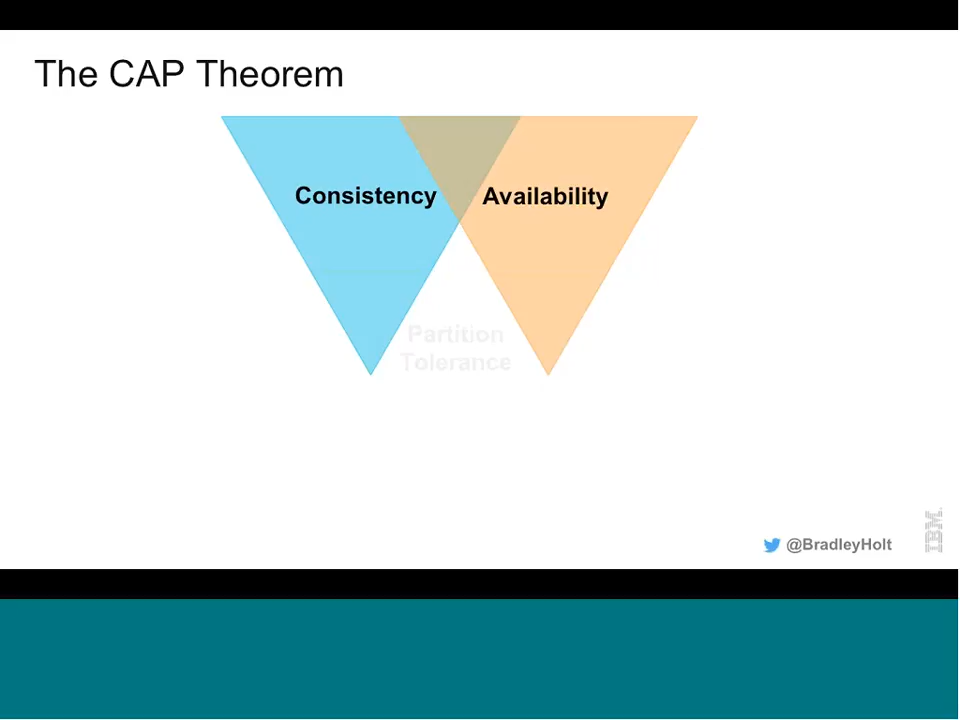 The CAP Theorem
Consistency
Availability
Partition
Tolerance
@BradleyHolt
IBM